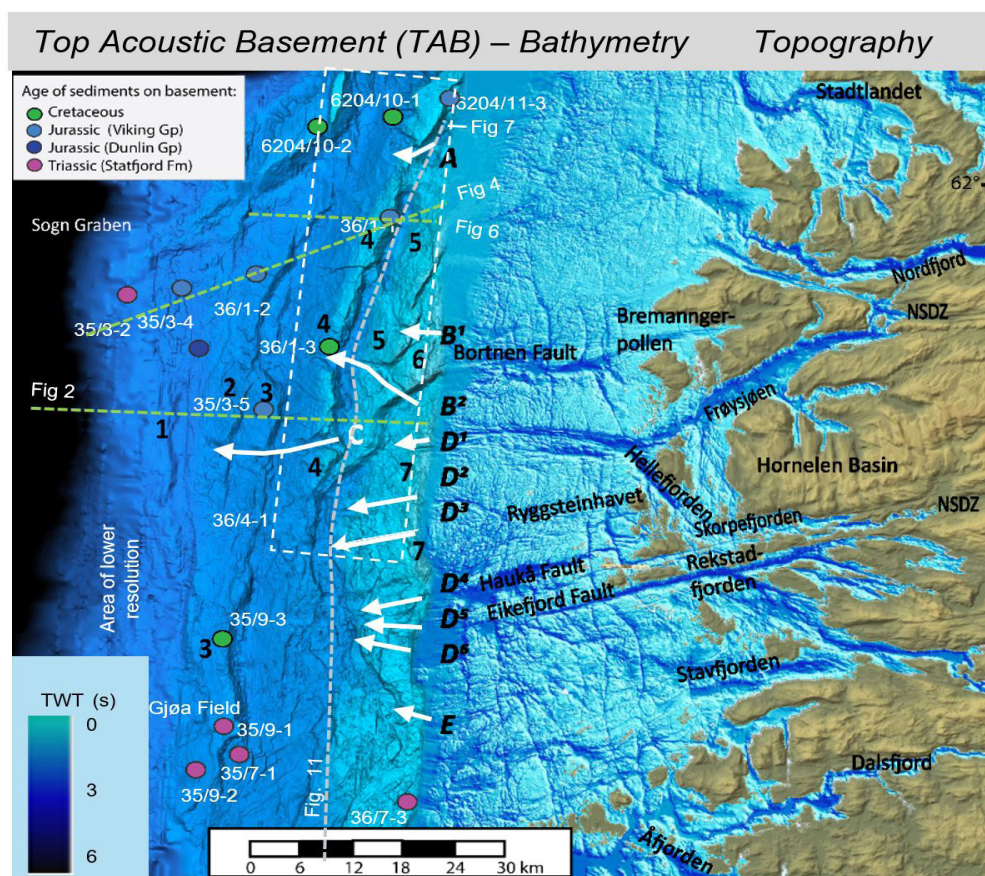 Top Acoustic Basement (TAB) – Bathymetry Topography
Age of sediments on basement:
Cretaceous
Jurassic (Viking Gp)
Jurassic (Dunlin Gp)
Triassic (Statfjord Fm)
6204/10-1
6204/11-3
Fig 7
6204/10-2
A
Stadtlandet
62°
Fig 4
Sogn Graben
36/1
Fig 6
4
5
Nordfjord
NSDZ
36/1-2
35/3-4
35/3-2
4
5
B¹
Bremannger-
pollen
36/1-3
6
Bortnen Fault
Fig 2
2
3
35/3-5
B²
Frøysjøen
1
C
D¹
4
7
D²
Hellefjorden
Hornelen Basin
36/4-1
D³
Ryggsteinhavet
Skorpefjorden
NSDZ
7
Area of lower
resolution
D⁴
Haukå Fault
Rekstad-
fjorden
D⁵
Eikefjord Fault
35/9-3
3
D⁶
Stavfjorden
TWT (s)
0
3
6
Gjøa Field
35/9-1
E
35/7-1
35/9-2
Dalsfjord
Fig. 11
36/7-3
Åfjorden
0 6 12 18 24 30 km